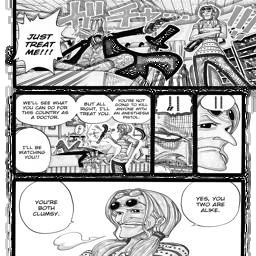 JUST
TREAT
ME!!!
YOU'RE NOT
GOING TO KILL
ANYONE WITH
AN ANESTHESIA
PISTOL.
BUT ALL
RIGHT, I'LL
TREAT YOU.
WE'LL SEE
WHAT YOU
CAN DO FOR
THIS COUNTRY
AS A DOCTOR.
I'LL BE
WATCHING
YOU!!
!!
!!
YES, YOU
TWO ARE
ALIKE.
YOU'RE
BOTH
CLUMSY.